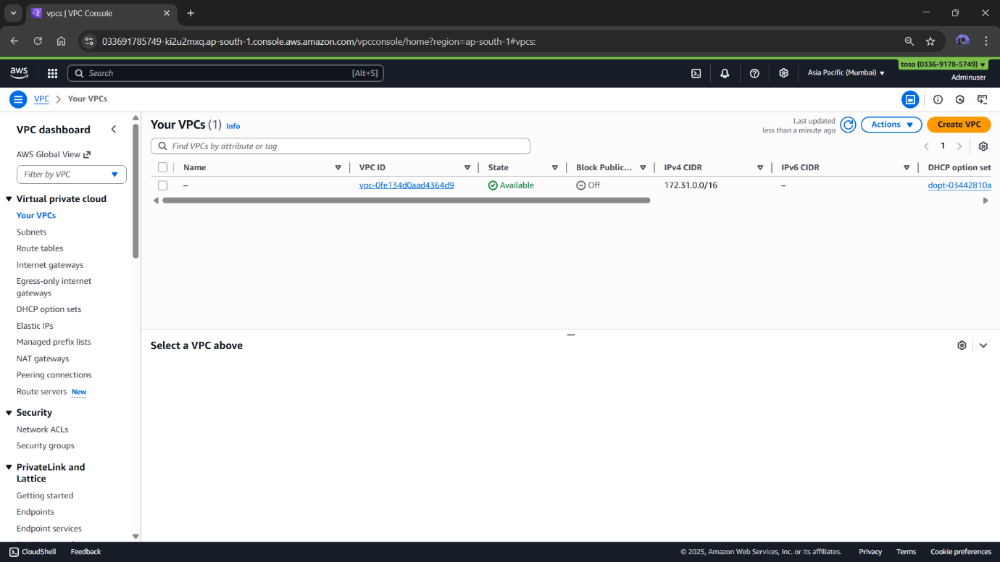 vpcs | VPC Console
033691785749-ki2u2mxq.ap-south-1.console.aws.amazon.com/vpcconsole/home?region=ap-south-1#vpcs:
aws
Search [Alt+S]
Asia Pacific (Mumbai)
toso (0336-9178-5749)
Adminuser
VPC
Your VPCs
VPC dashboard
AWS Global View
Filter by VPC
Virtual private cloud
Your VPCs
Subnets
Route tables
Internet gateways
Egress-only internet
gateways
DHCP option sets
Elastic IPs
Managed prefix lists
NAT gateways
Peering connections
Route servers New
Security
Network ACLs
Security groups
PrivateLink and
Lattice
Getting started
Endpoints
Endpoint services
Your VPCs (1) Info
Last updated
less than a minute ago
Actions
Create VPC
Find VPCs by attribute or tag
1
Name VPC ID State Block Public... IPv4 CIDR IPv6 CIDR DHCP option set
– vpc-0fe134d0aad4364d9 Available Off 172.31.0.0/16 – dopt-03442810a
Select a VPC above
CloudShell Feedback © 2025, Amazon Web Services, Inc. or its affiliates. Privacy Terms Cookie preferences